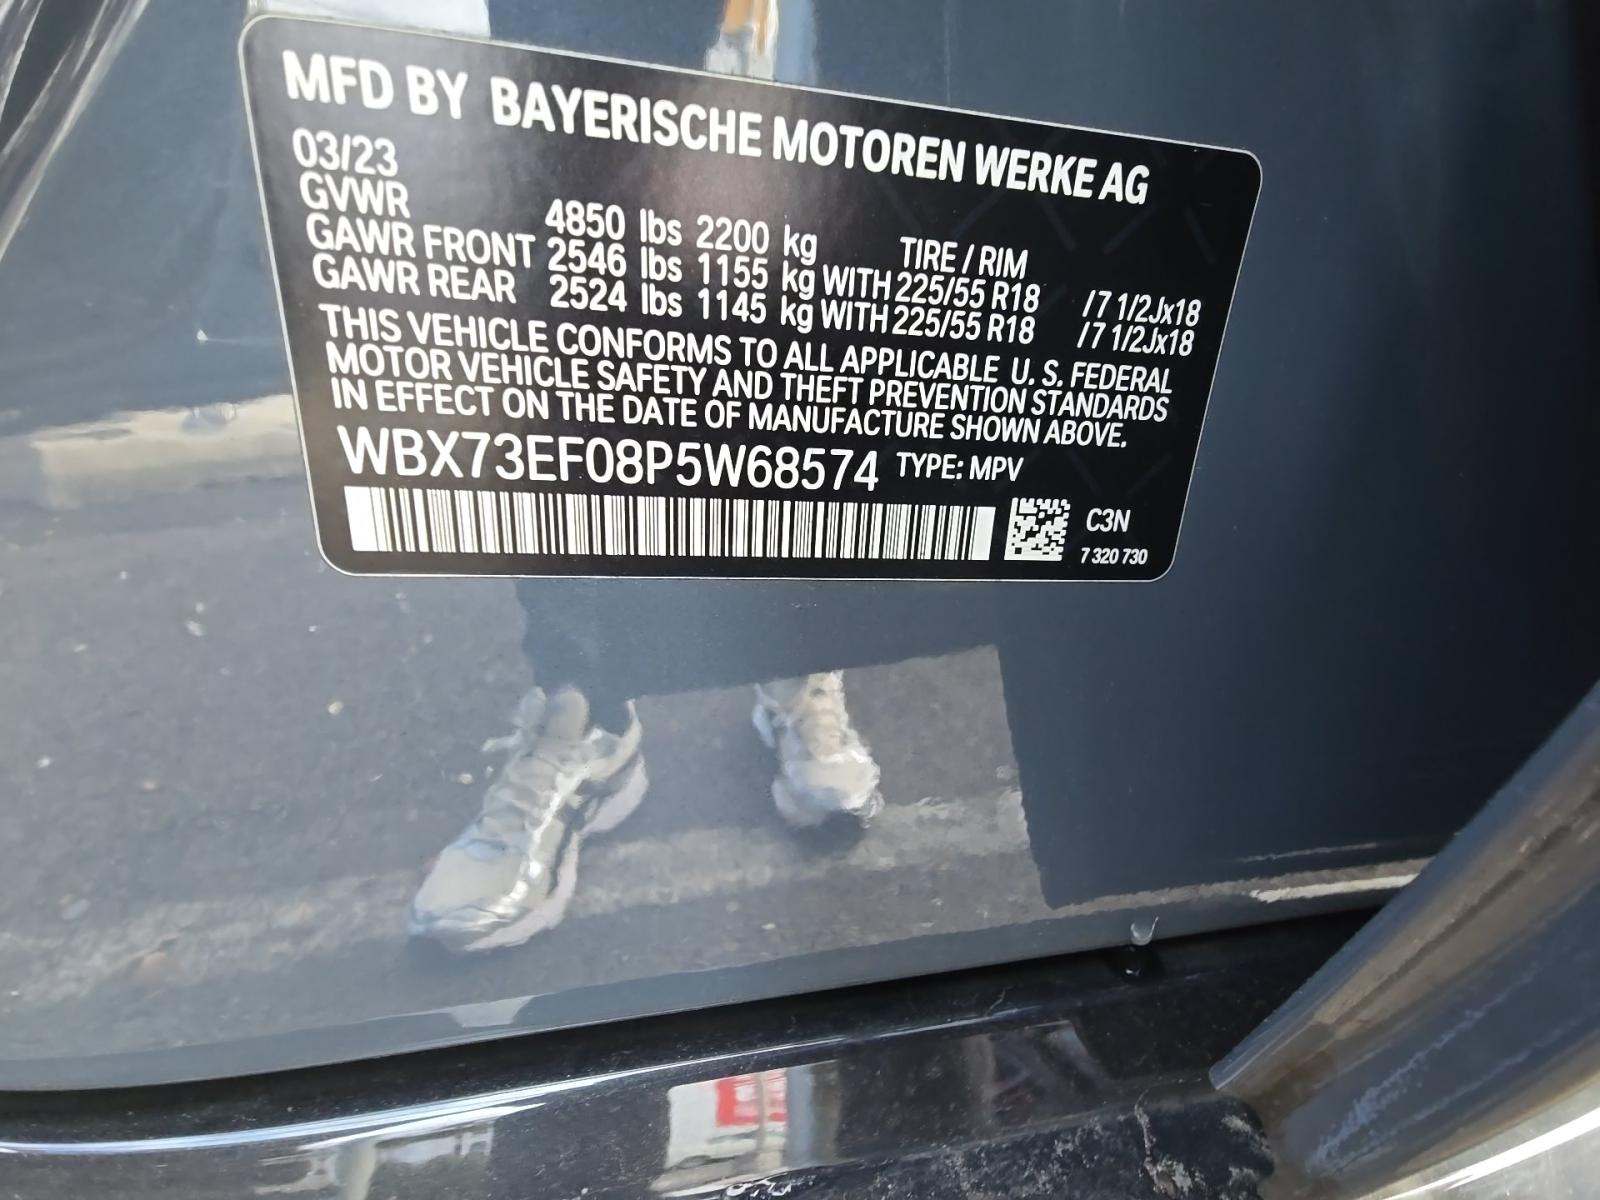 MFD BY BAYERISCHE MOTOREN WERKE AG
03/23
GVWR 4850 lbs 2200 kg TIRE / RIM
GAWR FRONT 2546 lbs 1155 kg WITH 225/55 R18 /7 1/2Jx18
GAWR REAR 2524 lbs 1145 kg WITH 225/55 R18 /7 1/2Jx18
THIS VEHICLE CONFORMS TO ALL APPLICABLE U. S. FEDERAL
MOTOR VEHICLE SAFETY AND THEFT PREVENTION STANDARDS
IN EFFECT ON THE DATE OF MANUFACTURE SHOWN ABOVE.
WBX73EF08P5W68574 TYPE: MPV
C3N
7 320 730